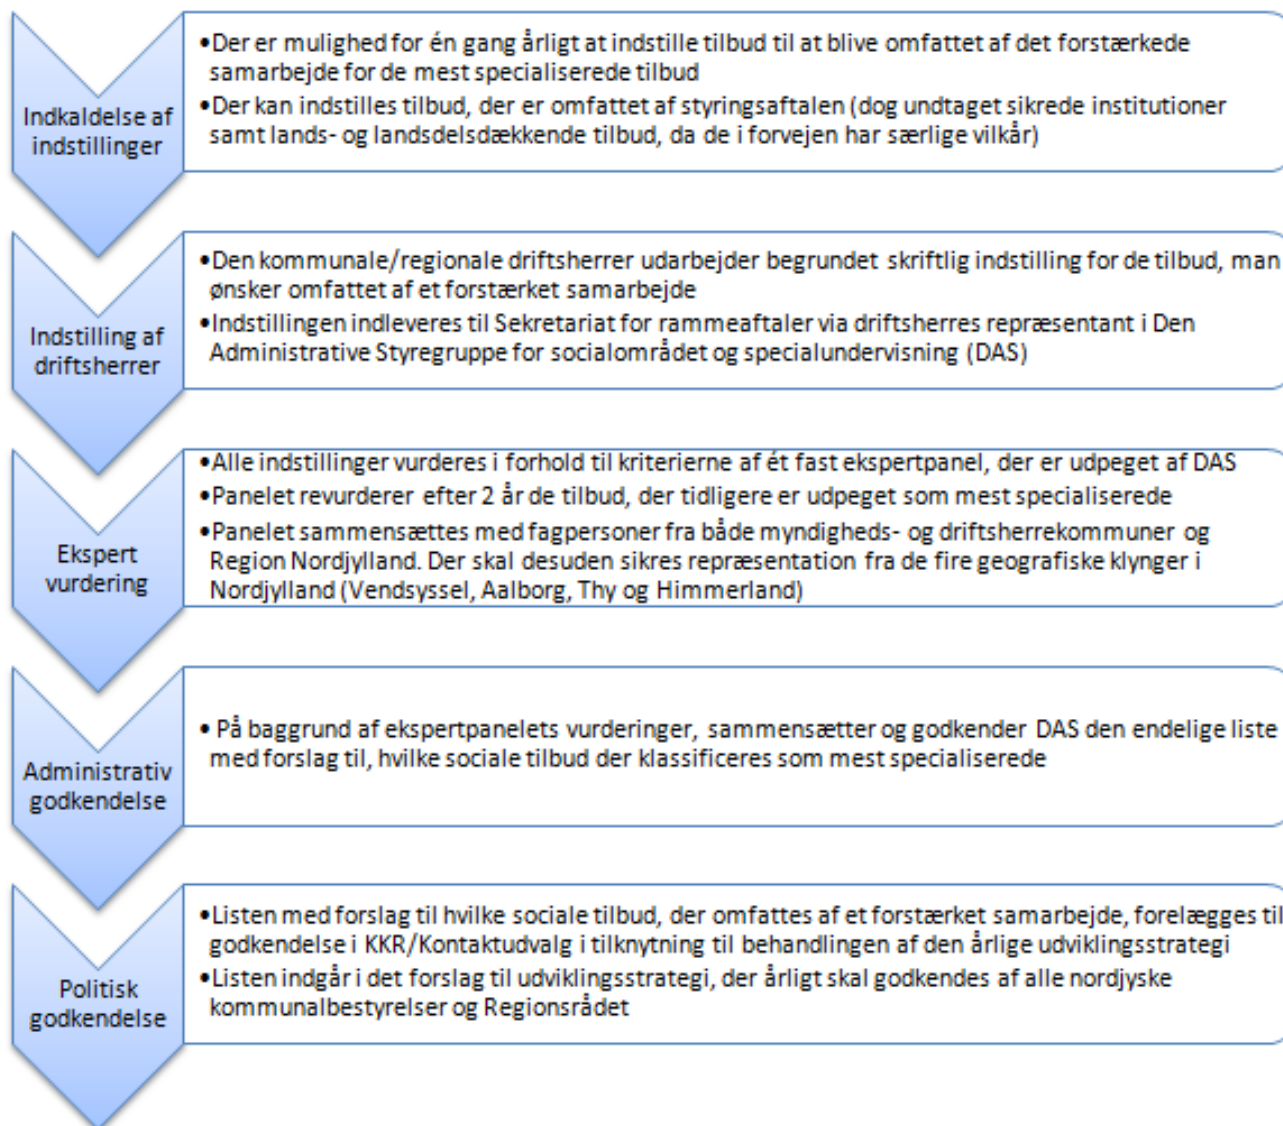 Indkaldelse af
indstillinger
•Der er mulighed for én gang årligt at indstille tilbud til at blive omfattet af det forstærkede
samarbejde for de mest specialiserede tilbud
•Der kan indstilles tilbud, der er omfattet af styringsaftalen (dog undtaget sikrede institutioner
samt lands- og landsdelsdækkende tilbud, da de i forvejen har særlige vilkår)
Indstilling af
driftsherrer
•Den kommunale/regionale driftsherrer udarbejder begrundet skriftlig indstilling for de tilbud, man
ønsker omfattet af et forstærket samarbejde
•Indstillingen indleveres til Sekretariat for rammeaftaler via driftsherres repræsentant i Den
Administrative Styregruppe for socialområdet og specialundervisning (DAS)
Ekspert
vurdering
•Alle indstillinger vurderes i forhold til kriterierne af ét fast ekspertpanel, der er udpeget af DAS
•Panelet revurderer efter 2 år de tilbud, der tidligere er udpeget som mest specialiserede
•Panelet sammensættes med fagpersoner fra både myndigheds- og driftsherrekommuner og
Region Nordjylland. Der skal desuden sikres repræsentation fra de fire geografiske klynger i
Nordjylland (Vendsyssel, Aalborg, Thy og Himmerland)
Administrativ
godkendelse
• På baggrund af ekspertpanelets vurderinger, sammensætter og godkender DAS den endelige liste
med forslag til, hvilke sociale tilbud der klassificeres som mest specialiserede
Politisk
godkendelse
•Listen med forslag til hvilke sociale tilbud, der omfattes af et forstærket samarbejde, forelægges til
godkendelse i KKR/Kontaktudvalg i tilknytning til behandlingen af den årlige udviklingsstrategi
•Listen indgår i det forslag til udviklingsstrategi, der årligt skal godkendes af alle nordjyske
kommunalbestyrelser og Regionsrådet